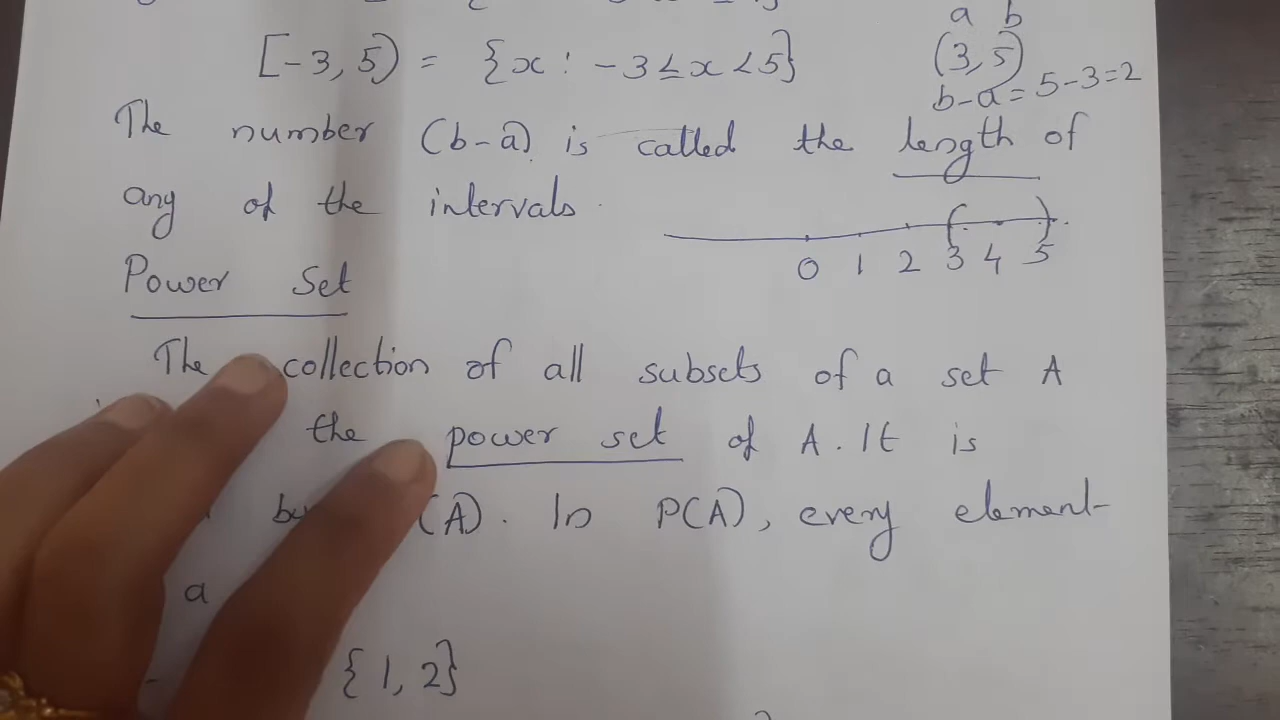 a b
[-3, 5) = {x : -3 ≤ x < 5}
(3, 5)
b-a = 5-3=2
The number (b-a) is called the length of
any of the intervals.
0 1 2 3 4 5
Power Set
The collection of all subsets of a set A
the power set of A. It is
by (A). In P(A), every element
a
{1, 2}